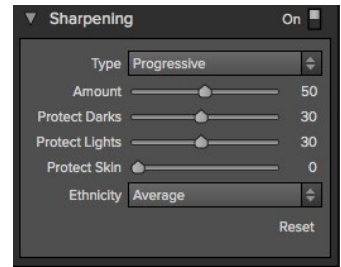 Sharpening On
Type Progressive
Amount 50
Protect Darks 30
Protect Lights 30
Protect Skin 0
Ethnicity Average
Reset